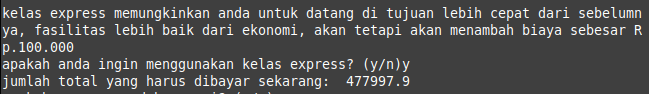 kelas express memungkinkan anda untuk datang di tujuan lebih cepat dari sebelumn
ya, fasilitas lebih baik dari ekonomi, akan tetapi akan menambah biaya sebesar R
p.100.000
apakah anda ingin menggunakan kelas express? (y/n)y
jumlah total yang harus dibayar sekarang:  477997.9